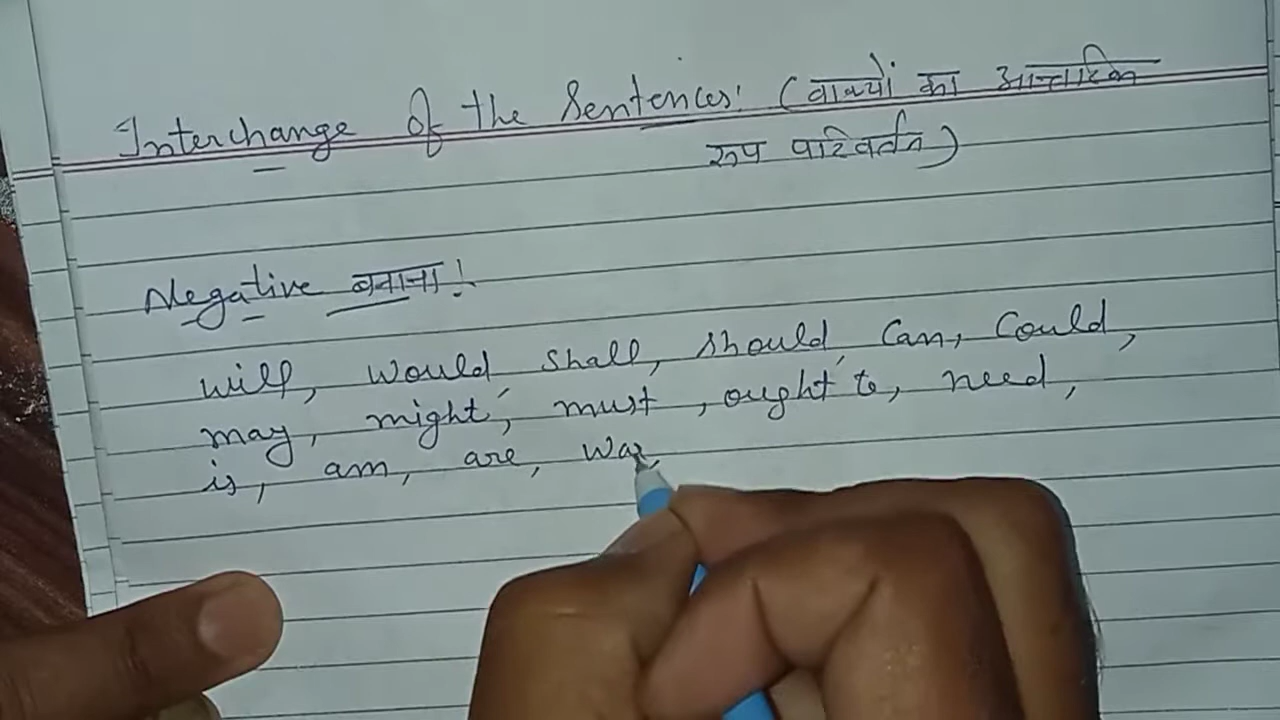 Interchange of the Sentences: (वाक्यों का आन्तरिक
रूप परिवर्तन)
Negative बनाना!
will, would, shall, should, Can, Could,
may, might, must, ought to, need,
is, am, are, was,